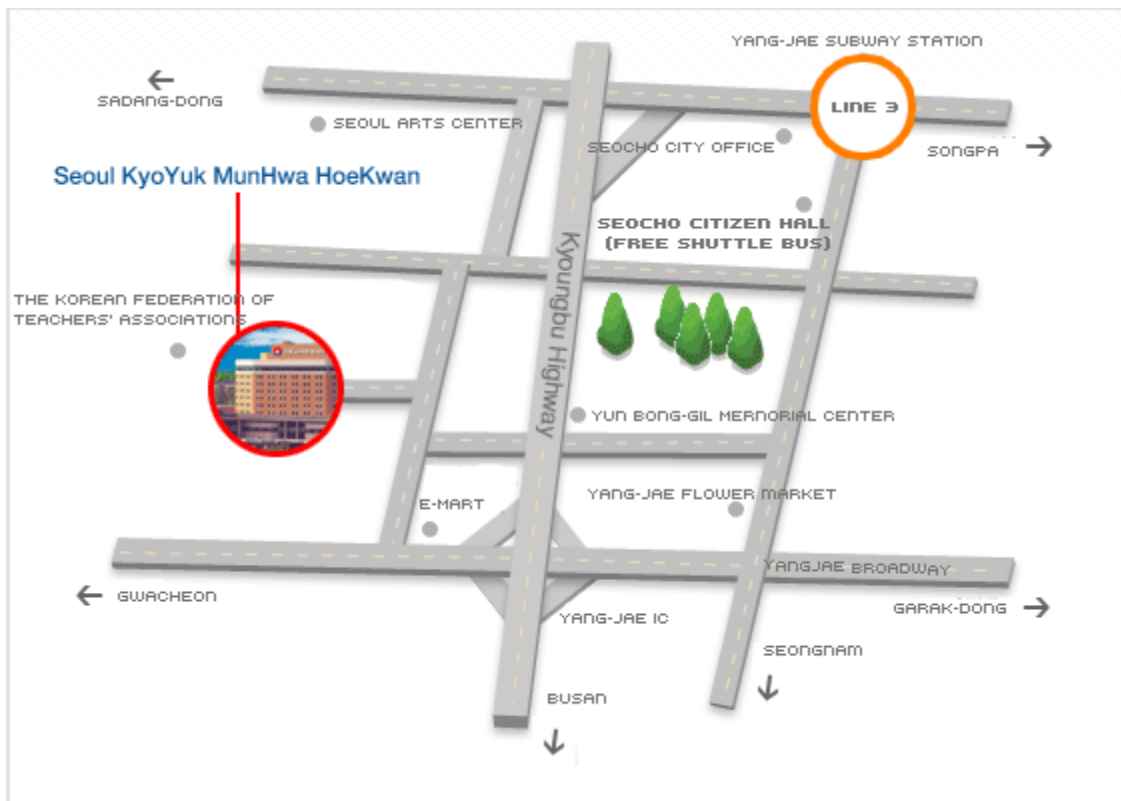 YANG-JAE SUBWAY STATION
SADANG-DONG
SEOUL ARTS CENTER
LINE 3
SEOCHO CITY OFFICE
SONGPA
Seoul KyoYuk MunHwa HoeKwan
SEOCHO CITIZEN HALL
(FREE SHUTTLE BUS)
Kyoungbu Highway
THE KOREAN FEDERATION OF
TEACHERS' ASSOCIATIONS
YUN BONG-GIL MERNORIAL CENTER
YANG-JAE FLOWER MARKET
E-MART
YANGJAE BROADWAY
GWACHEON
GARAK-DONG
YANG-JAE IC
SEONGNAM
BUSAN